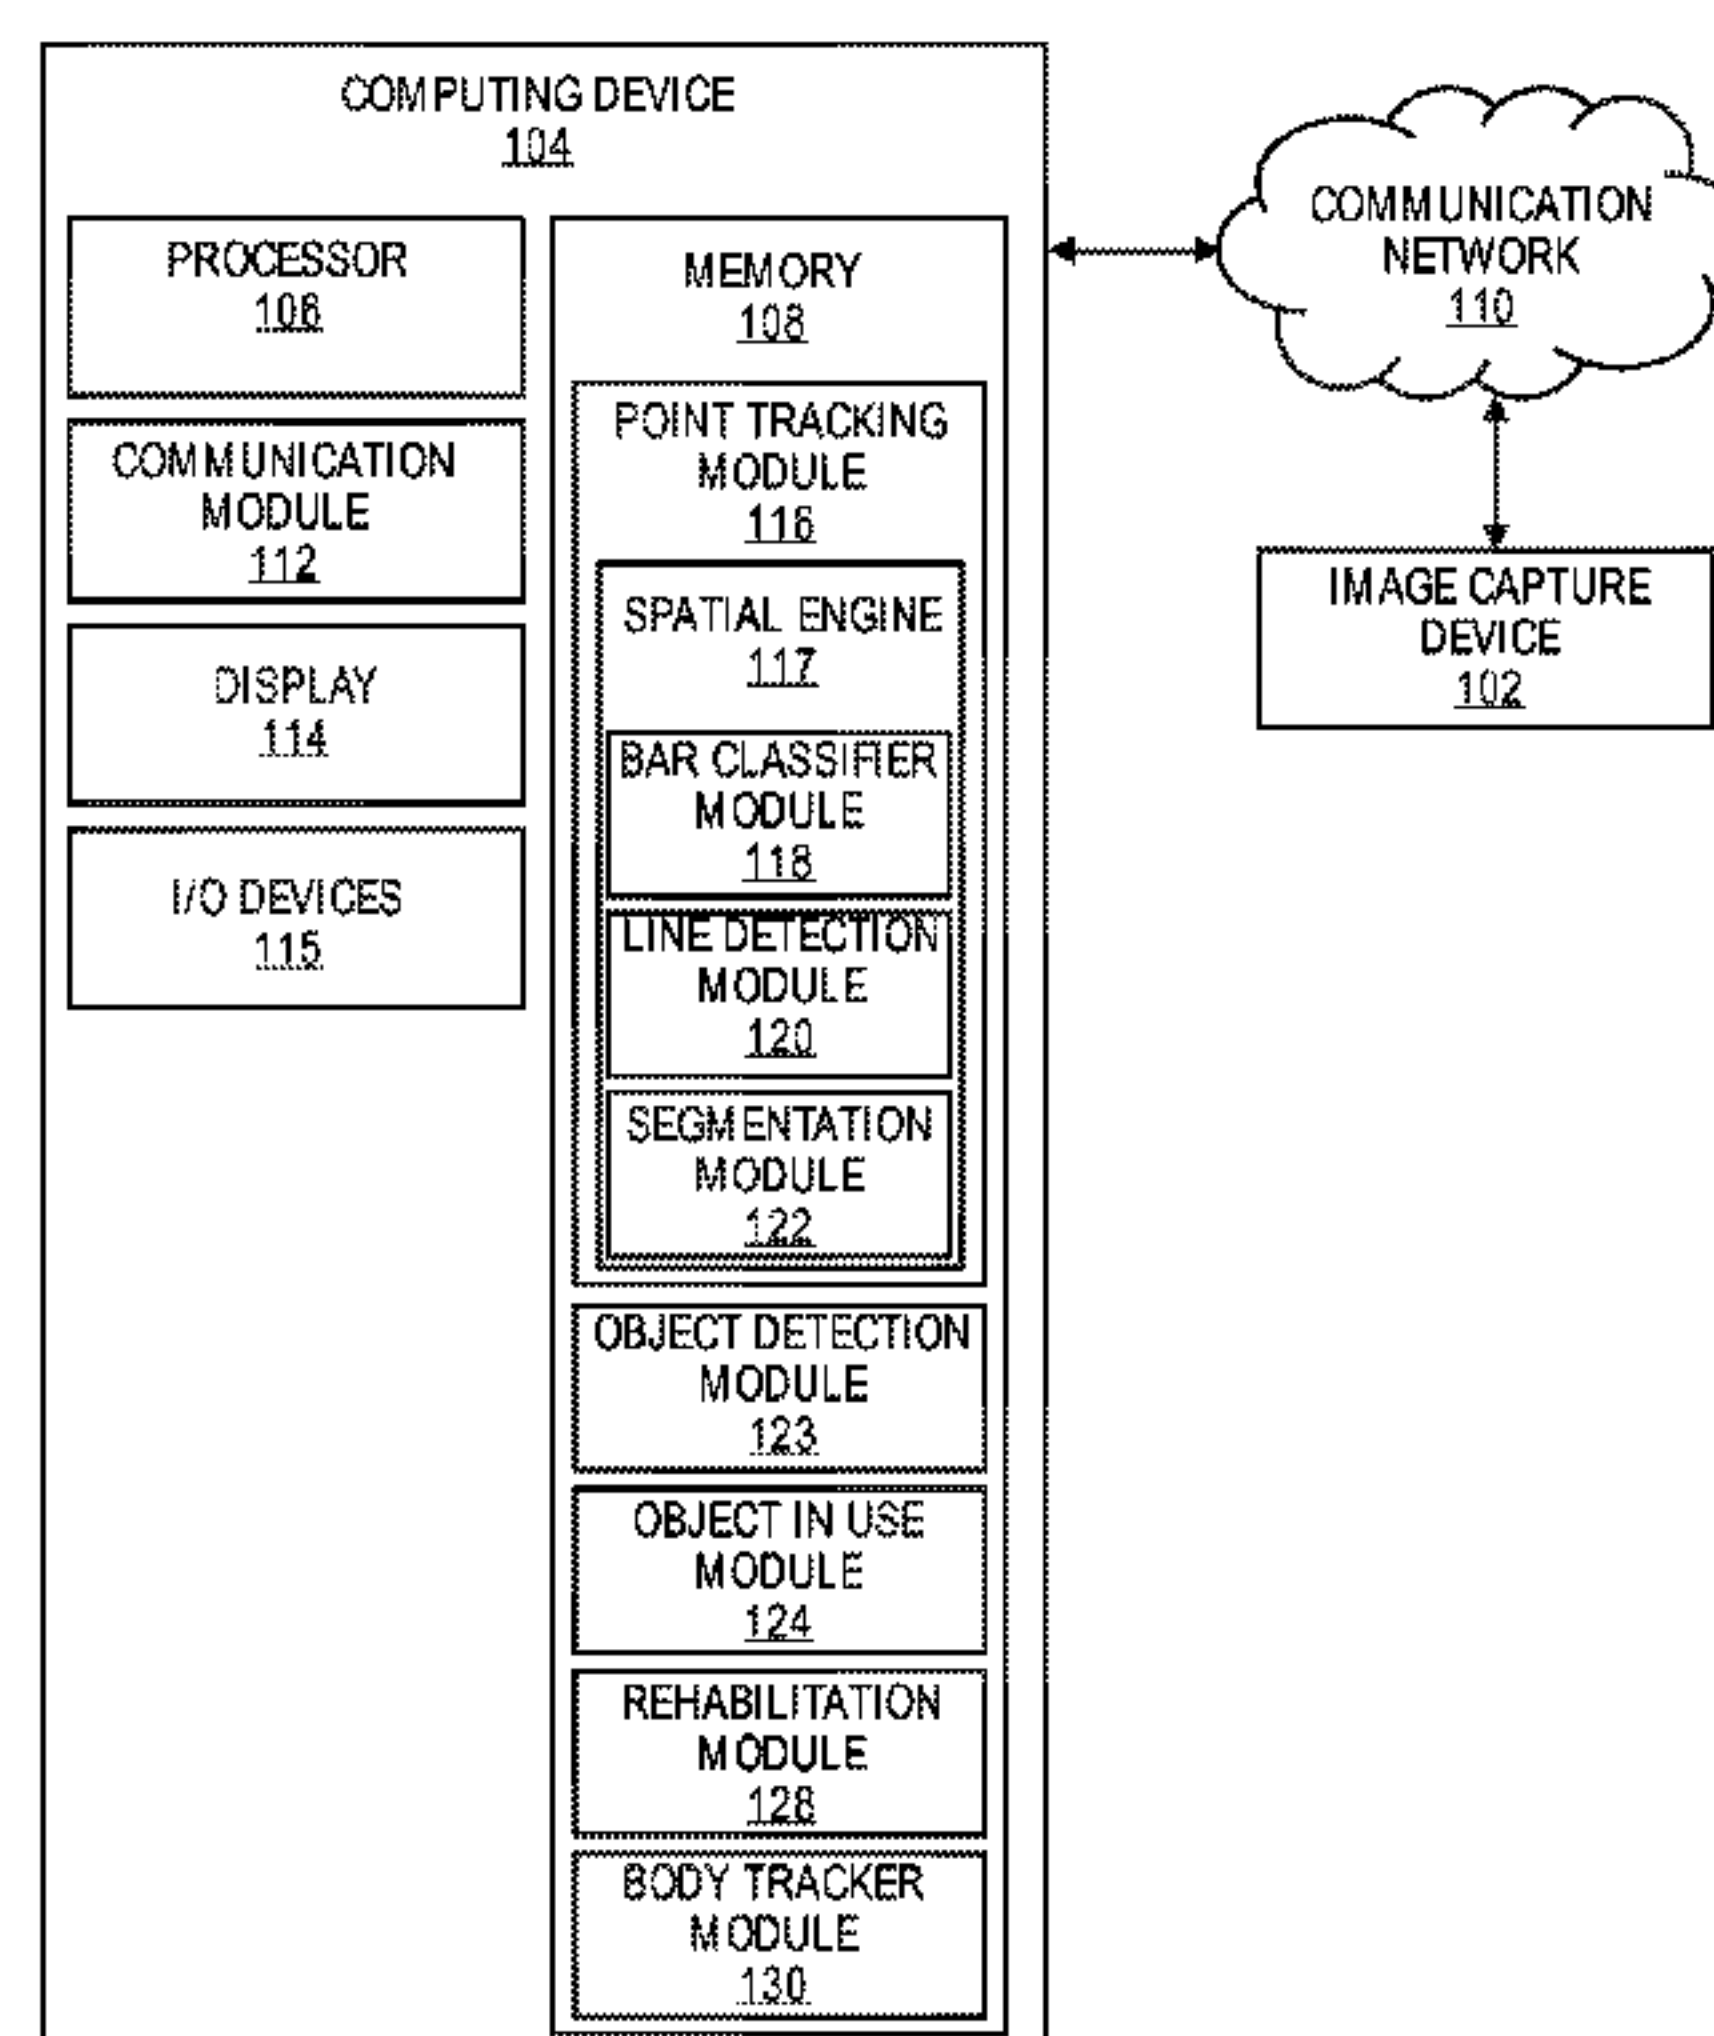 COMPUTING DEVICE
104
PROCESSOR
106
COMMUNICATION
MODULE
112
DISPLAY
114
I/O DEVICES
115
MEMORY
108
POINT TRACKING
MODULE
116
SPATIAL ENGINE
117
BAR CLASSIFIER
MODULE
118
LINE DETECTION
MODULE
120
SEGMENTATION
MODULE
122
OBJECT DETECTION
MODULE
123
OBJECT IN USE
MODULE
124
REHABILITATION
MODULE
128
BODY TRACKER
MODULE
130
COMMUNICATION
NETWORK
110
IMAGE CAPTURE
DEVICE
102